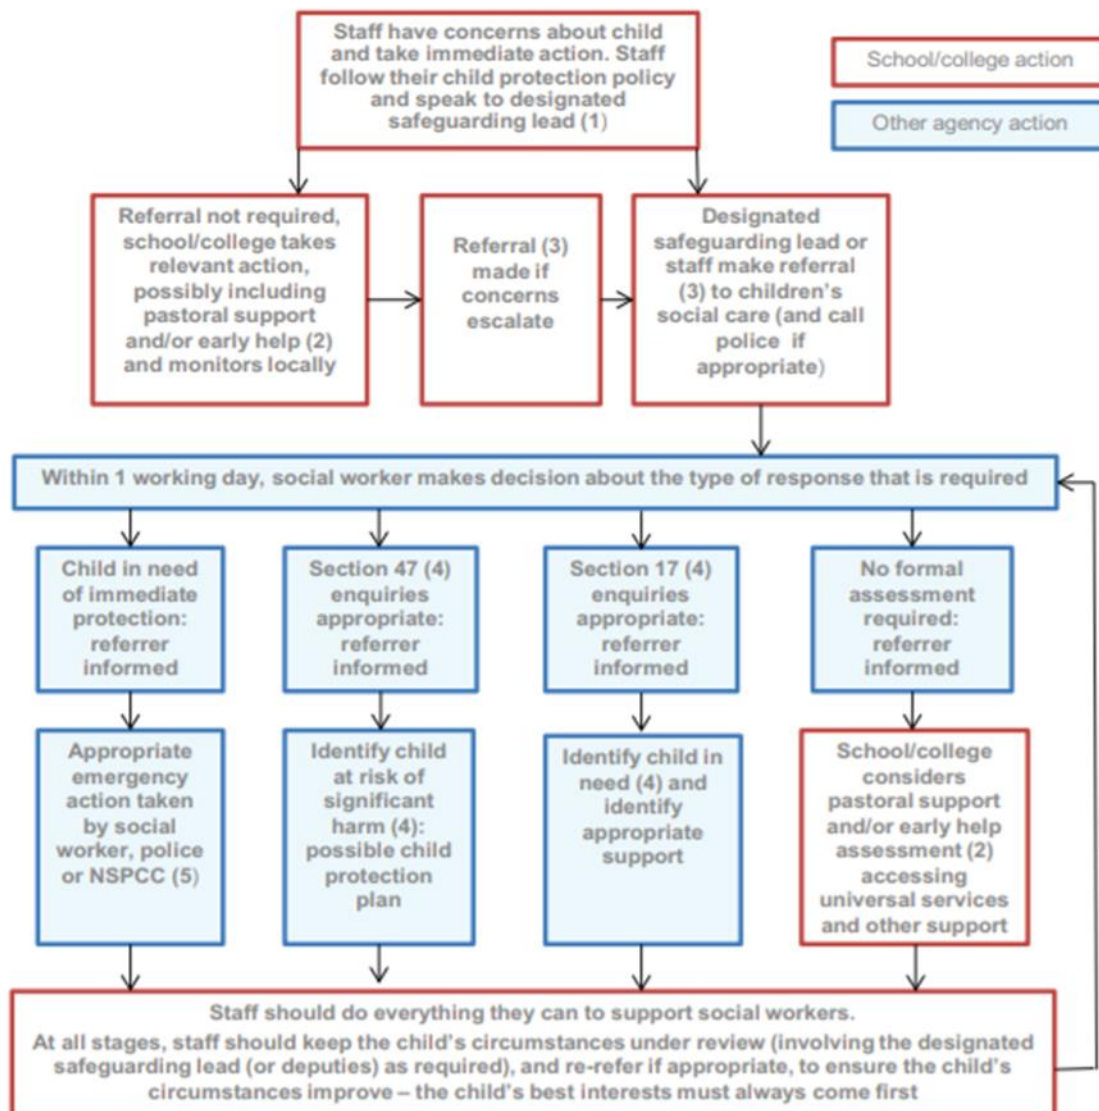 Staff have concerns about child
and take immediate action. Staff
follow their child protection policy
and speak to designated
safeguarding lead (1)
School/college action
Other agency action
Referral not required,
school/college takes
relevant action,
possibly including
pastoral support
and/or early help (2)
and monitors locally
Referral (3)
made if
concerns
escalate
Designated
safeguarding lead or
staff make referral
(3) to children's
social care (and call
police if
appropriate)
Within 1 working day, social worker makes decision about the type of response that is required
Child in need
of immediate
protection:
referrer
informed
Section 47 (4)
enquiries
appropriate:
referrer
informed
Section 17 (4)
enquiries
appropriate:
referrer
informed
No formal
assessment
required:
referrer
informed
Appropriate
emergency
action taken
by social
worker, police
or NSPCC (5)
Identify child
at risk of
significant
harm (4):
possible child
protection
plan
Identify child in
need (4) and
identify
appropriate
support
School/college
considers
pastoral support
and/or early help
assessment (2)
accessing
universal services
and other support
Staff should do everything they can to support social workers.
At all stages, staff should keep the child's circumstances under review (involving the designated
safeguarding lead (or deputies) as required), and re-refer if appropriate, to ensure the child's
circumstances improve – the child's best interests must always come first